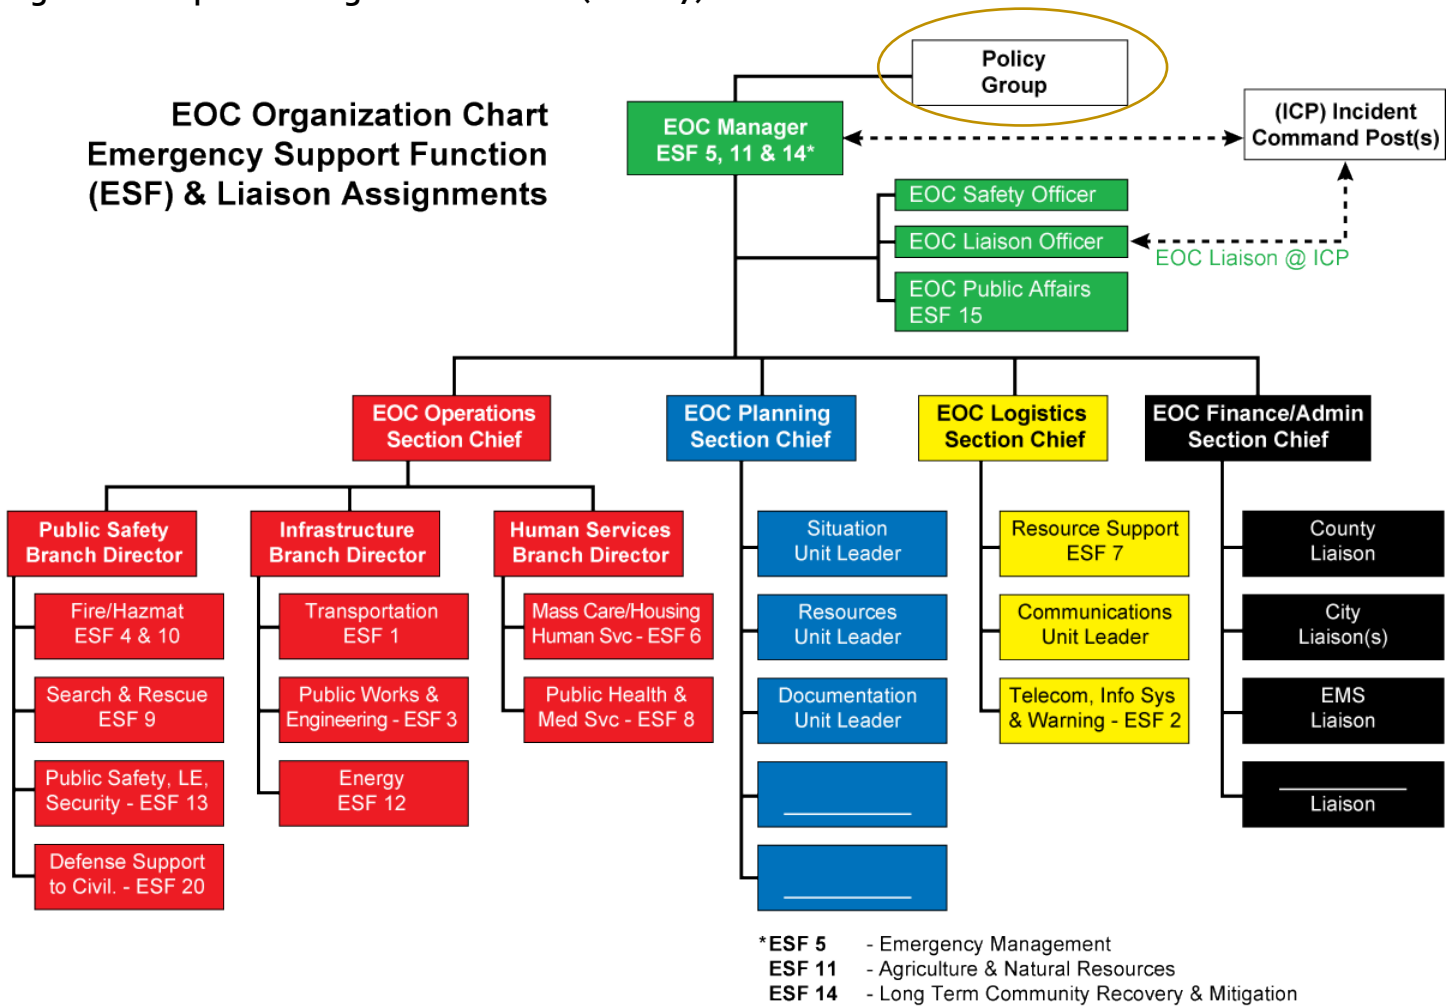 Policy
Group
EOC Organization Chart
Emergency Support Function
(ESF) & Liaison Assignments
EOC Manager
ESF 5, 11 & 14*
(ICP) Incident
Command Post(s)
EOC Safety Officer
EOC Liaison Officer
EOC Liaison @ ICP
EOC Public Affairs
ESF 15
EOC Operations
Section Chief
EOC Planning
Section Chief
EOC Logistics
Section Chief
EOC Finance/Admin
Section Chief
Public Safety
Branch Director
Fire/Hazmat
ESF 4 & 10
Search & Rescue
ESF 9
Public Safety, LE,
Security - ESF 13
Defense Support
to Civil. - ESF 20
Infrastructure
Branch Director
Transportation
ESF 1
Public Works &
Engineering - ESF 3
Energy
ESF 12
Human Services
Branch Director
Mass Care/Housing
Human Svc - ESF 6
Public Health &
Med Svc - ESF 8
Situation
Unit Leader
Resources
Unit Leader
Documentation
Unit Leader
Resource Support
ESF 7
Communications
Unit Leader
Telecom, Info Sys
& Warning - ESF 2
County
Liaison
City
Liaison(s)
EMS
Liaison
Liaison
*ESF 5 - Emergency Management
ESF 11 - Agriculture & Natural Resources
ESF 14 - Long Term Community Recovery & Mitigation